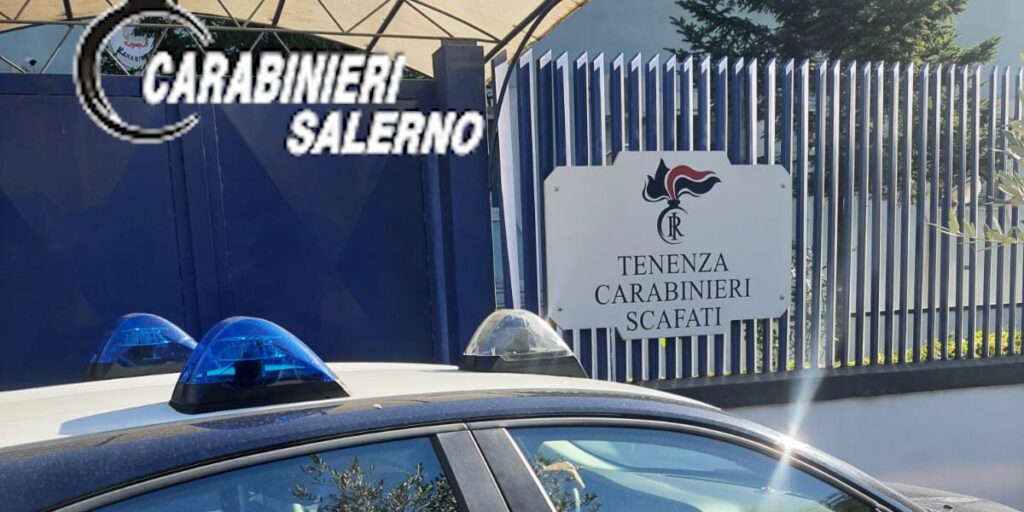 CARABINIERI
SALERNO
TENENZA
CARABINIERI
SCAFATI